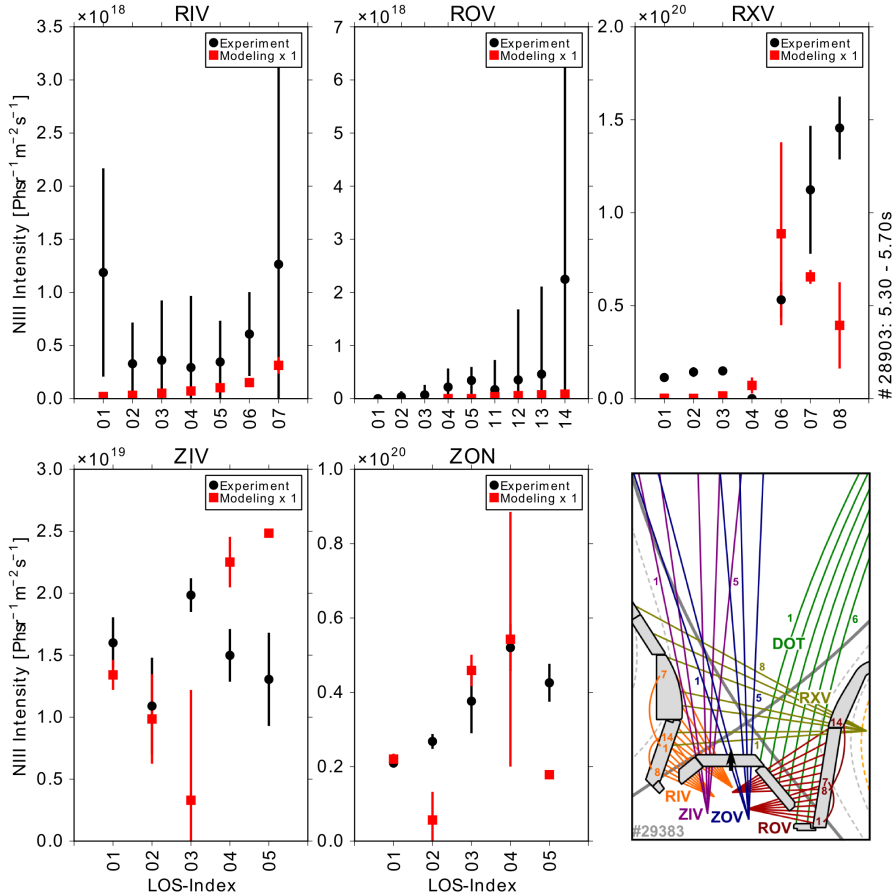 RIV
×10^18
NIII Intensity [Phsr^−1 m^−2 s^−1]
3.5
3.0
2.5
2.0
1.5
1.0
0.5
0.0
Experiment
Modeling x 1
01 02 03 04 05 06 07
ROV
×10^18
7
6
5
4
3
2
1
0
Experiment
Modeling x 1
01 02 03 04 05 11 12 13 14
RXV
×10^20
2.0
1.5
1.0
0.5
0.0
Experiment
Modeling x 1
01 02 03 04 06 07 08
#28903: 5.30 - 5.70s
ZIV
×10^19
NIII Intensity [Phsr^−1 m^−2 s^−1]
3.0
2.5
2.0
1.5
1.0
0.5
0.0
Experiment
Modeling x 1
01 02 03 04 05
LOS-Index
ZON
×10^20
1.0
0.8
0.6
0.4
0.2
0.0
Experiment
Modeling x 1
01 02 03 04 05
LOS-Index
1
5
1
6
DOT
8
7
1
5
RXV
14
14
1
1
8
7
8
RIV
ZIV
ZOV
1
ROV
#29383